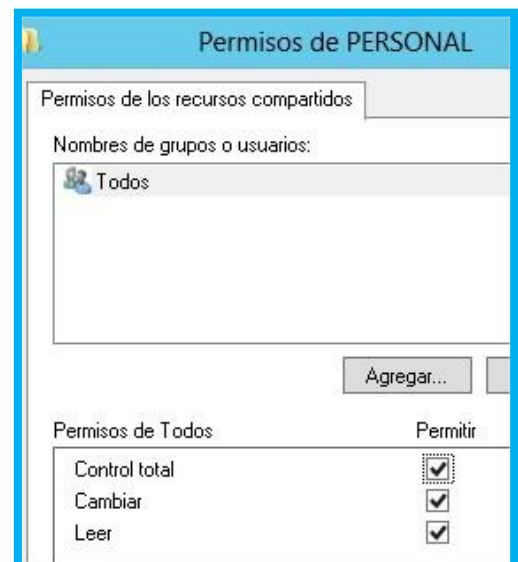 Permisos de PERSONAL
Permisos de los recursos compartidos
Nombres de grupos o usuarios:
Todos
Agregar...
Permisos de Todos Permitir
Control total
Cambiar
Leer